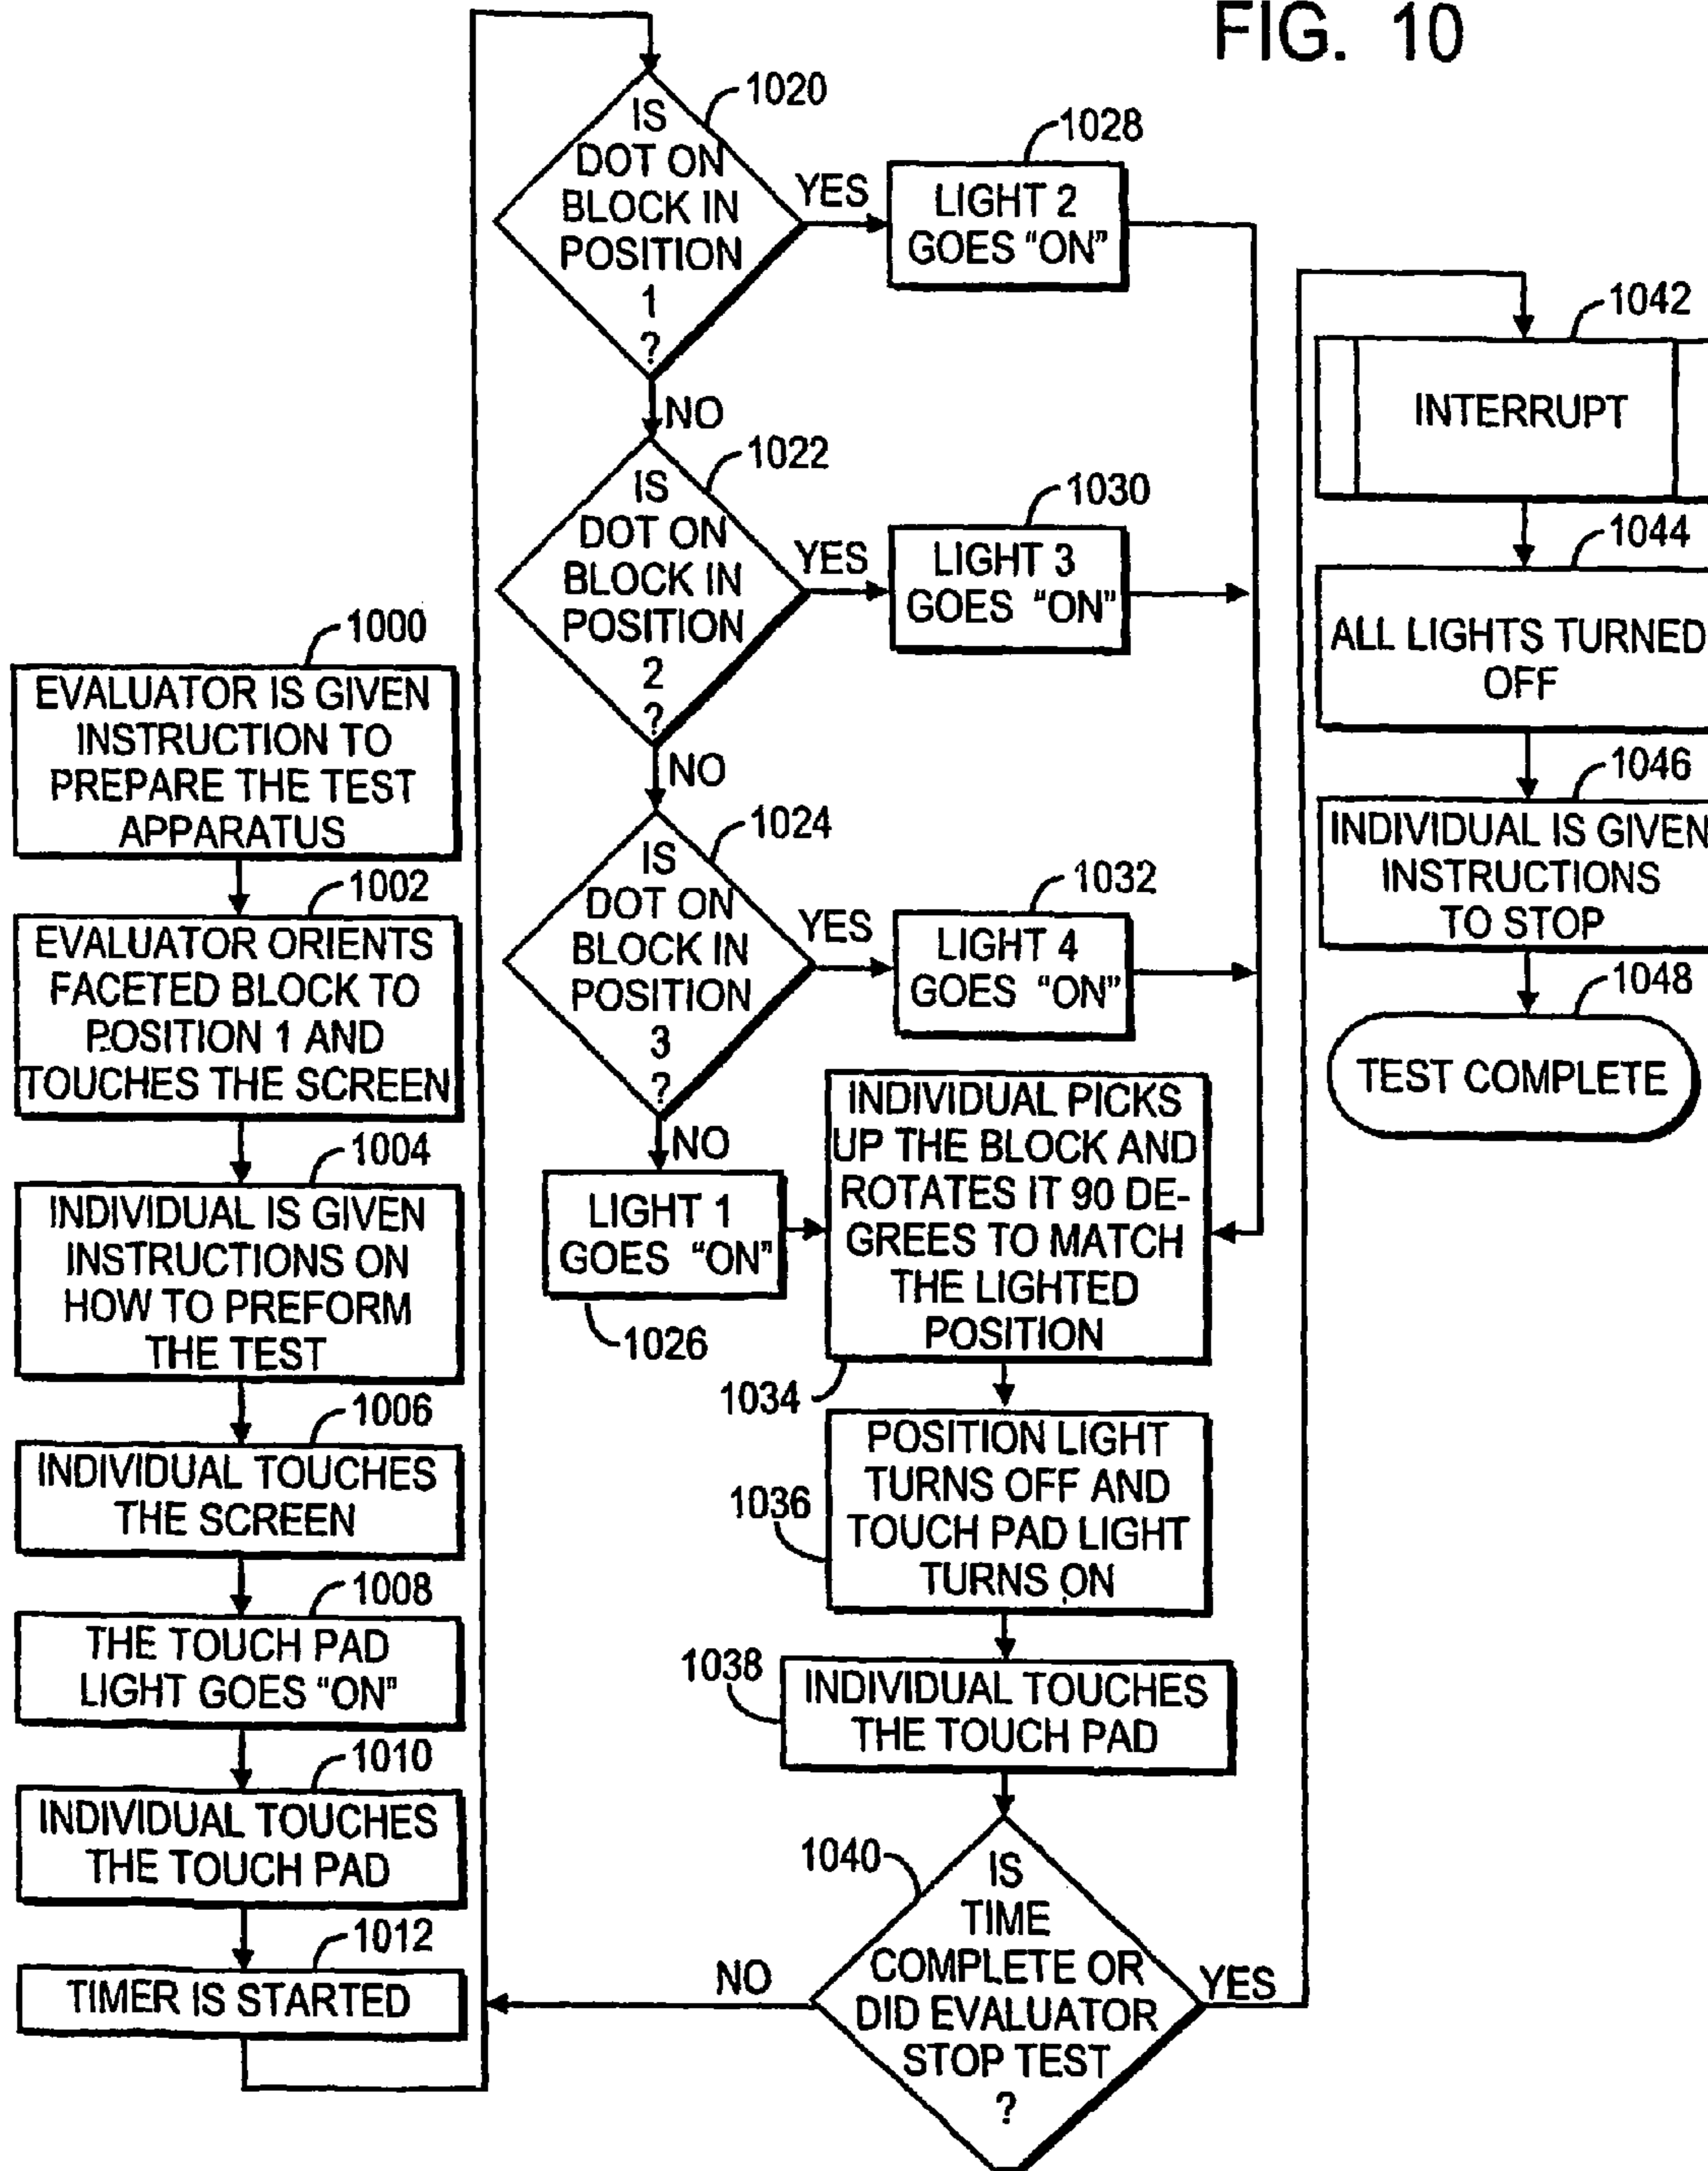 FIG. 10
1000
EVALUATOR IS GIVEN
INSTRUCTION TO
PREPARE THE TEST
APPARATUS
1002
EVALUATOR ORIENTS
FACETED BLOCK TO
POSITION 1 AND
TOUCHES THE SCREEN
1004
INDIVIDUAL IS GIVEN
INSTRUCTIONS ON
HOW TO PREFORM
THE TEST
1006
INDIVIDUAL TOUCHES
THE SCREEN
1008
THE TOUCH PAD
LIGHT GOES "ON"
1010
INDIVIDUAL TOUCHES
THE TOUCH PAD
1012
TIMER IS STARTED
1020
IS
DOT ON
BLOCK IN
POSITION
1
?
YES
NO
1028
LIGHT 2
GOES "ON"
1022
IS
DOT ON
BLOCK IN
POSITION
2
?
YES
NO
1030
LIGHT 3
GOES "ON"
1024
IS
DOT ON
BLOCK IN
POSITION
3
?
YES
NO
1032
LIGHT 4
GOES "ON"
LIGHT 1
GOES "ON"
1026
INDIVIDUAL PICKS
UP THE BLOCK AND
ROTATES IT 90 DE-
GREES TO MATCH
THE LIGHTED
POSITION
1034
POSITION LIGHT
TURNS OFF AND
TOUCH PAD LIGHT
TURNS ON
1036
1038
INDIVIDUAL TOUCHES
THE TOUCH PAD
1040
IS
TIME
COMPLETE OR
DID EVALUATOR
STOP TEST
?
NO
YES
1042
INTERRUPT
1044
ALL LIGHTS TURNED
OFF
1046
INDIVIDUAL IS GIVEN
INSTRUCTIONS
TO STOP
1048
TEST COMPLETE